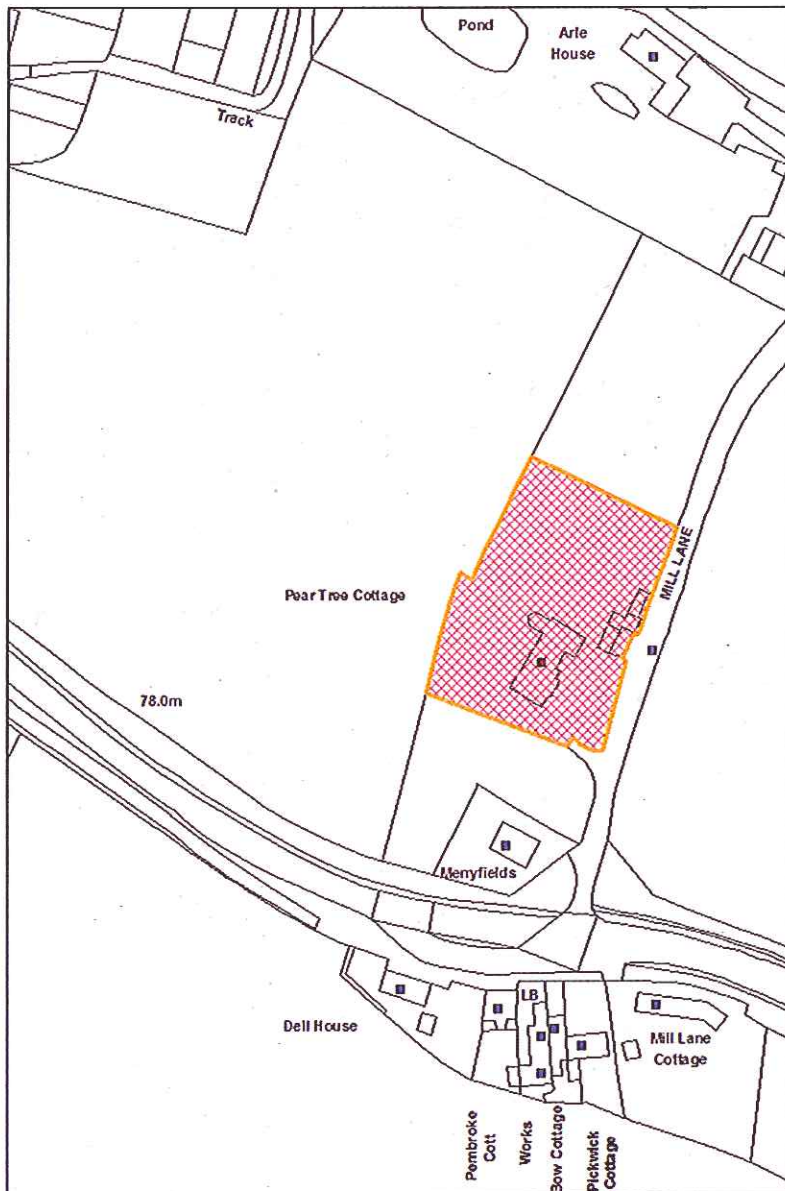 Pond
Arle
House
Track
MILL LANE
Pear Tree Cottage
78.0m
Merryfields
LB
Dell House
Mill Lane
Cottage
Pembroke
Cott
Works
Bow Cottage
Pickwick
Cottage